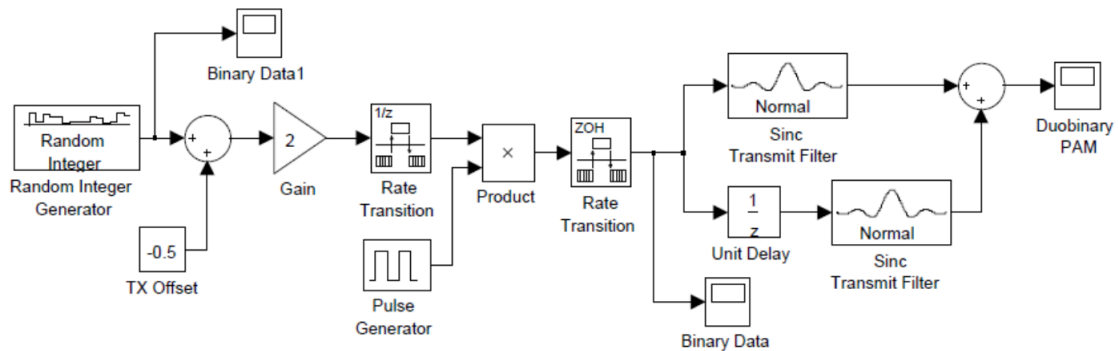 Binary Data1
Random
Integer
Random Integer
Generator
+
+
-0.5
TX Offset
2
Gain
1/z
Rate
Transition
Pulse
Generator
×
Product
ZOH
Rate
Transition
Binary Data
Normal
Sinc
Transmit Filter
1
z
Unit Delay
Normal
Sinc
Transmit Filter
+
+
Duobinary
PAM